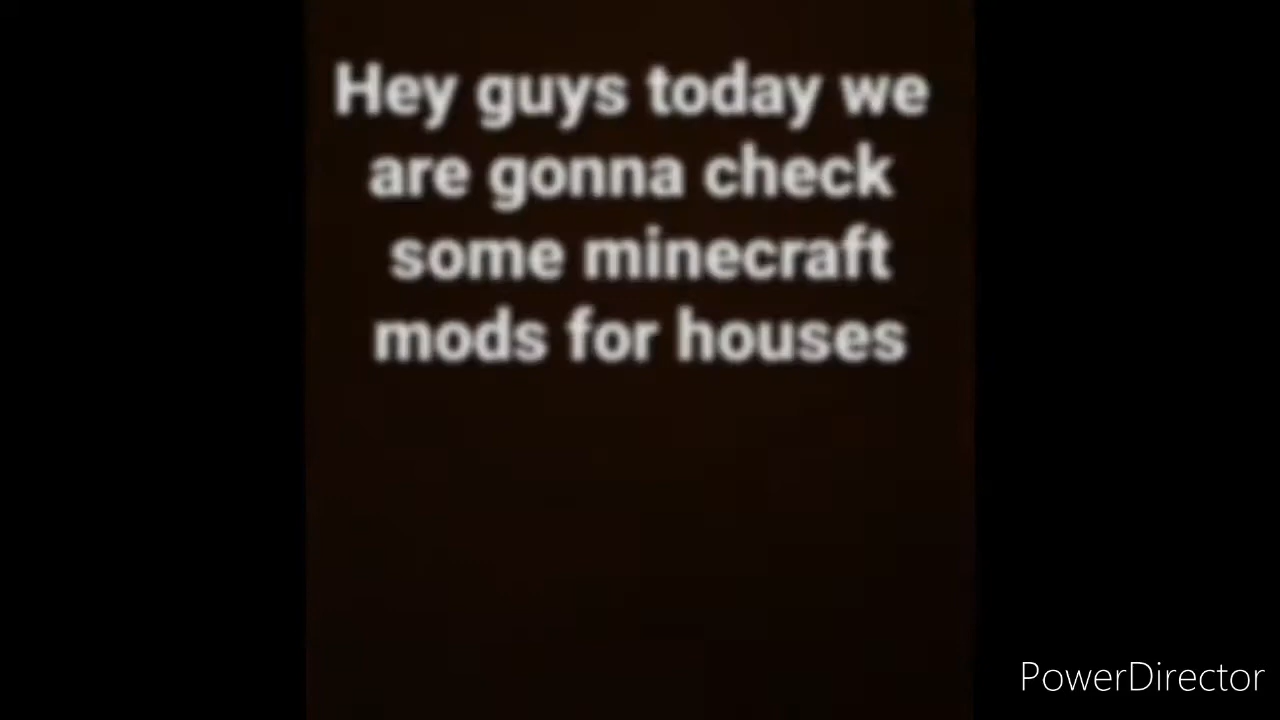 Hey guys today we
are gonna check
some minecraft
mods for houses
PowerDirector